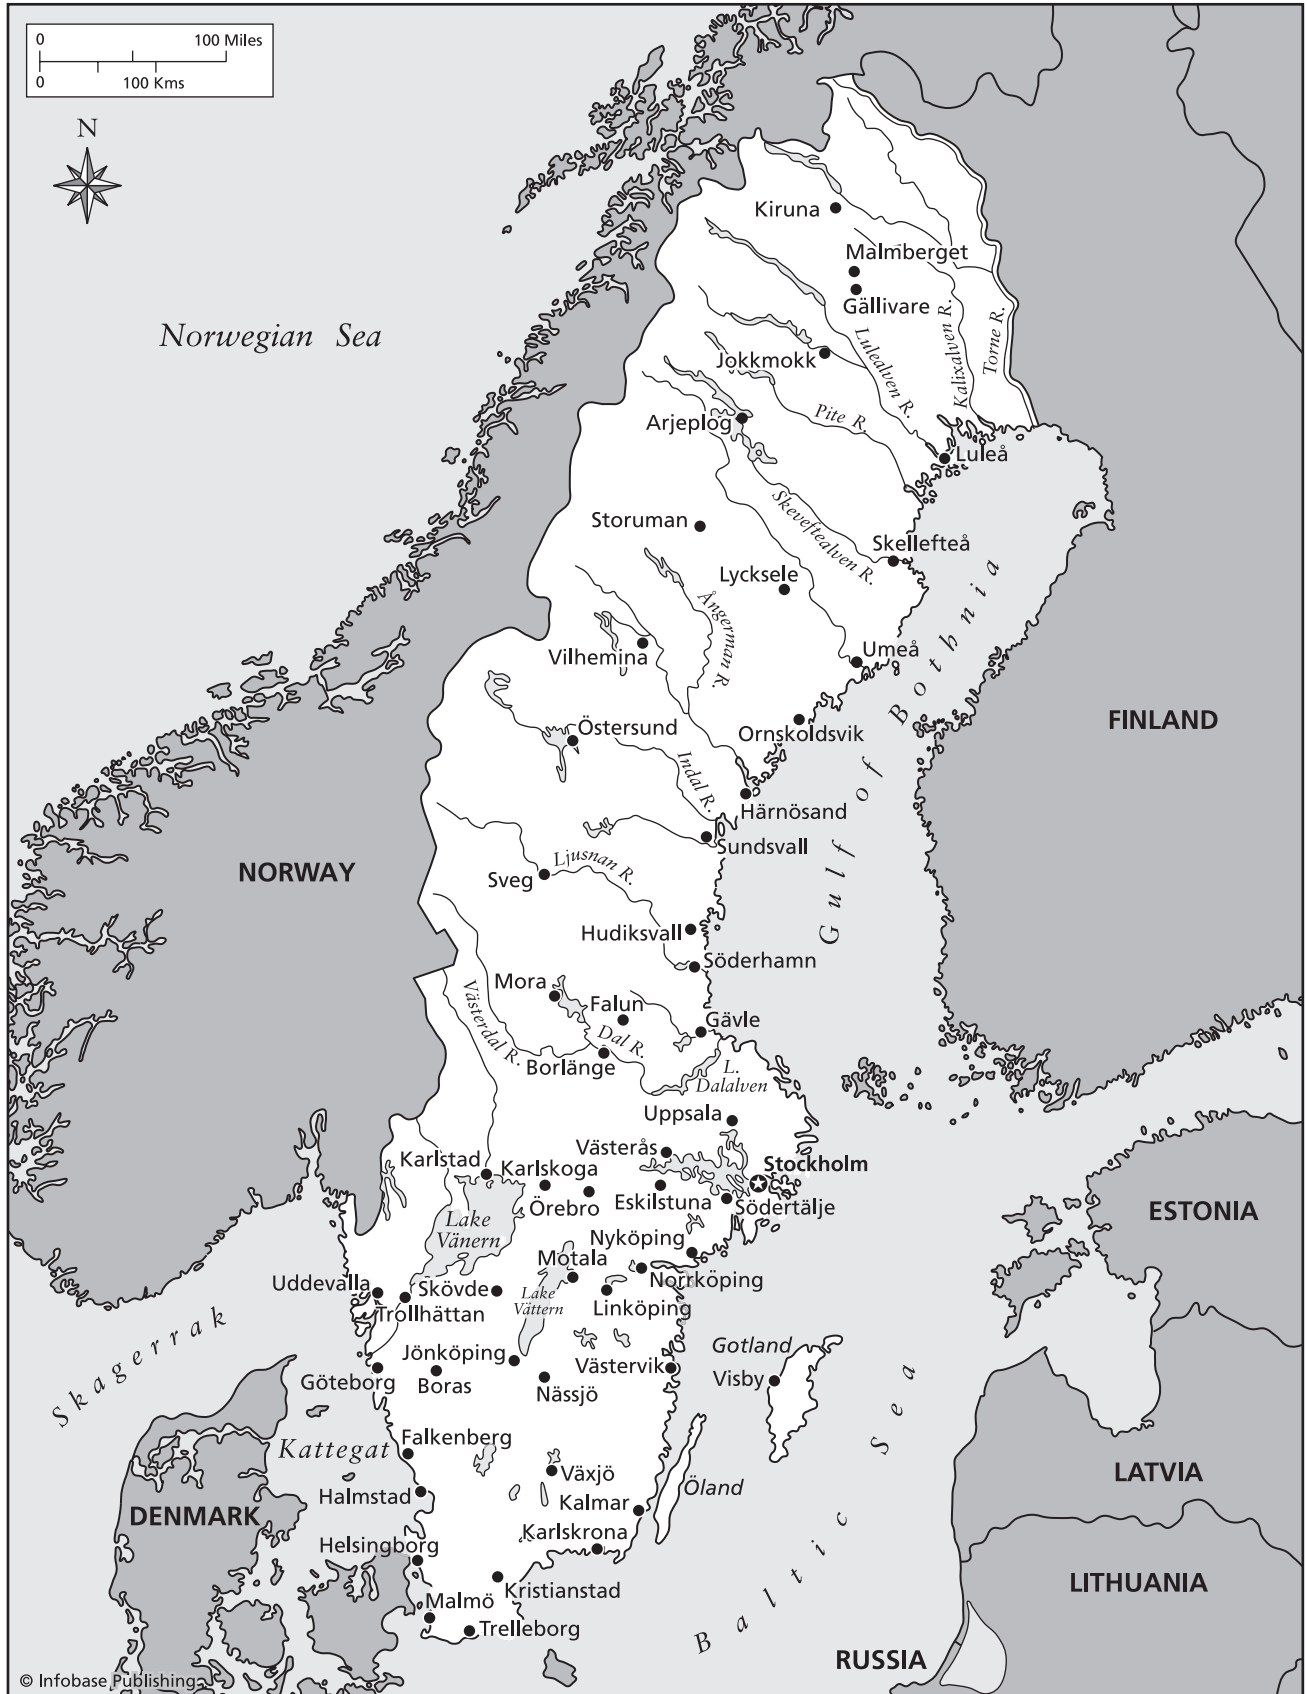 0 100 Miles
0 100 Kms
N
Kiruna
Malmberget
Gällivare
Norwegian Sea
Lulealven R.
Kalixalven R.
Torne R.
Jokkmokk
Pite R.
Arjeplog
Luleå
Storuman
Skeveftealven R.
Skellefteå
Lycksele
Ångerman R.
Vilhemina
Umeå
Gulf of Bothnia
FINLAND
Östersund
Ornskoldsvik
Indal R.
Härnösand
Sundsvall
NORWAY
Ljusnan R.
Sveg
Hudiksvall
Söderhamn
Mora
Falun
Västerdal R.
Dal R.
Gävle
Borlänge
L.
Dalalven
Uppsala
Västerås
Karlstad
Karlskoga
Stockholm
Örebro
Eskilstuna
Södertälje
ESTONIA
Lake
Vänern
Nyköping
Motala
Norrköping
Uddevalla
Skövde
Lake
Vättern
Trollhättan
Linköping
Skagerrak
Gotland
Jönköping
Västervik
Visby
Göteborg
Boras
Nässjö
Baltic Sea
Kattegat
Falkenberg
Växjö
LATVIA
Halmstad
Öland
Kalmar
DENMARK
Karlskrona
Helsingborg
LITHUANIA
Kristianstad
Malmö
Trelleborg
RUSSIA
© Infobase Publishing